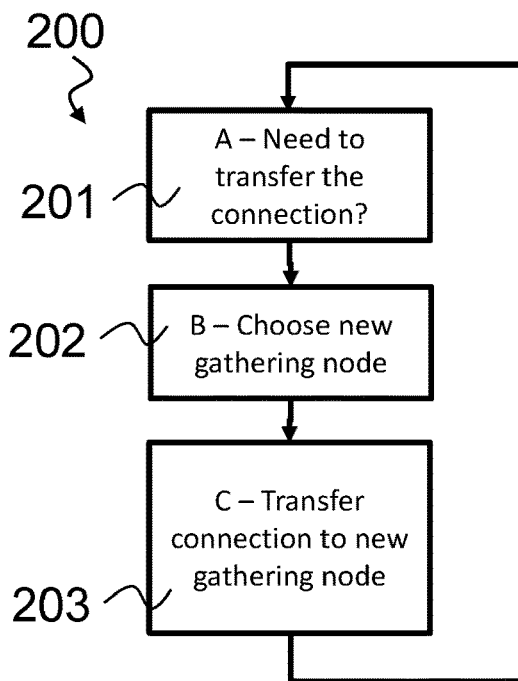 200
A – Need to
transfer the
connection?
201
B – Choose new
gathering node
202
C – Transfer
connection to new
gathering node
203